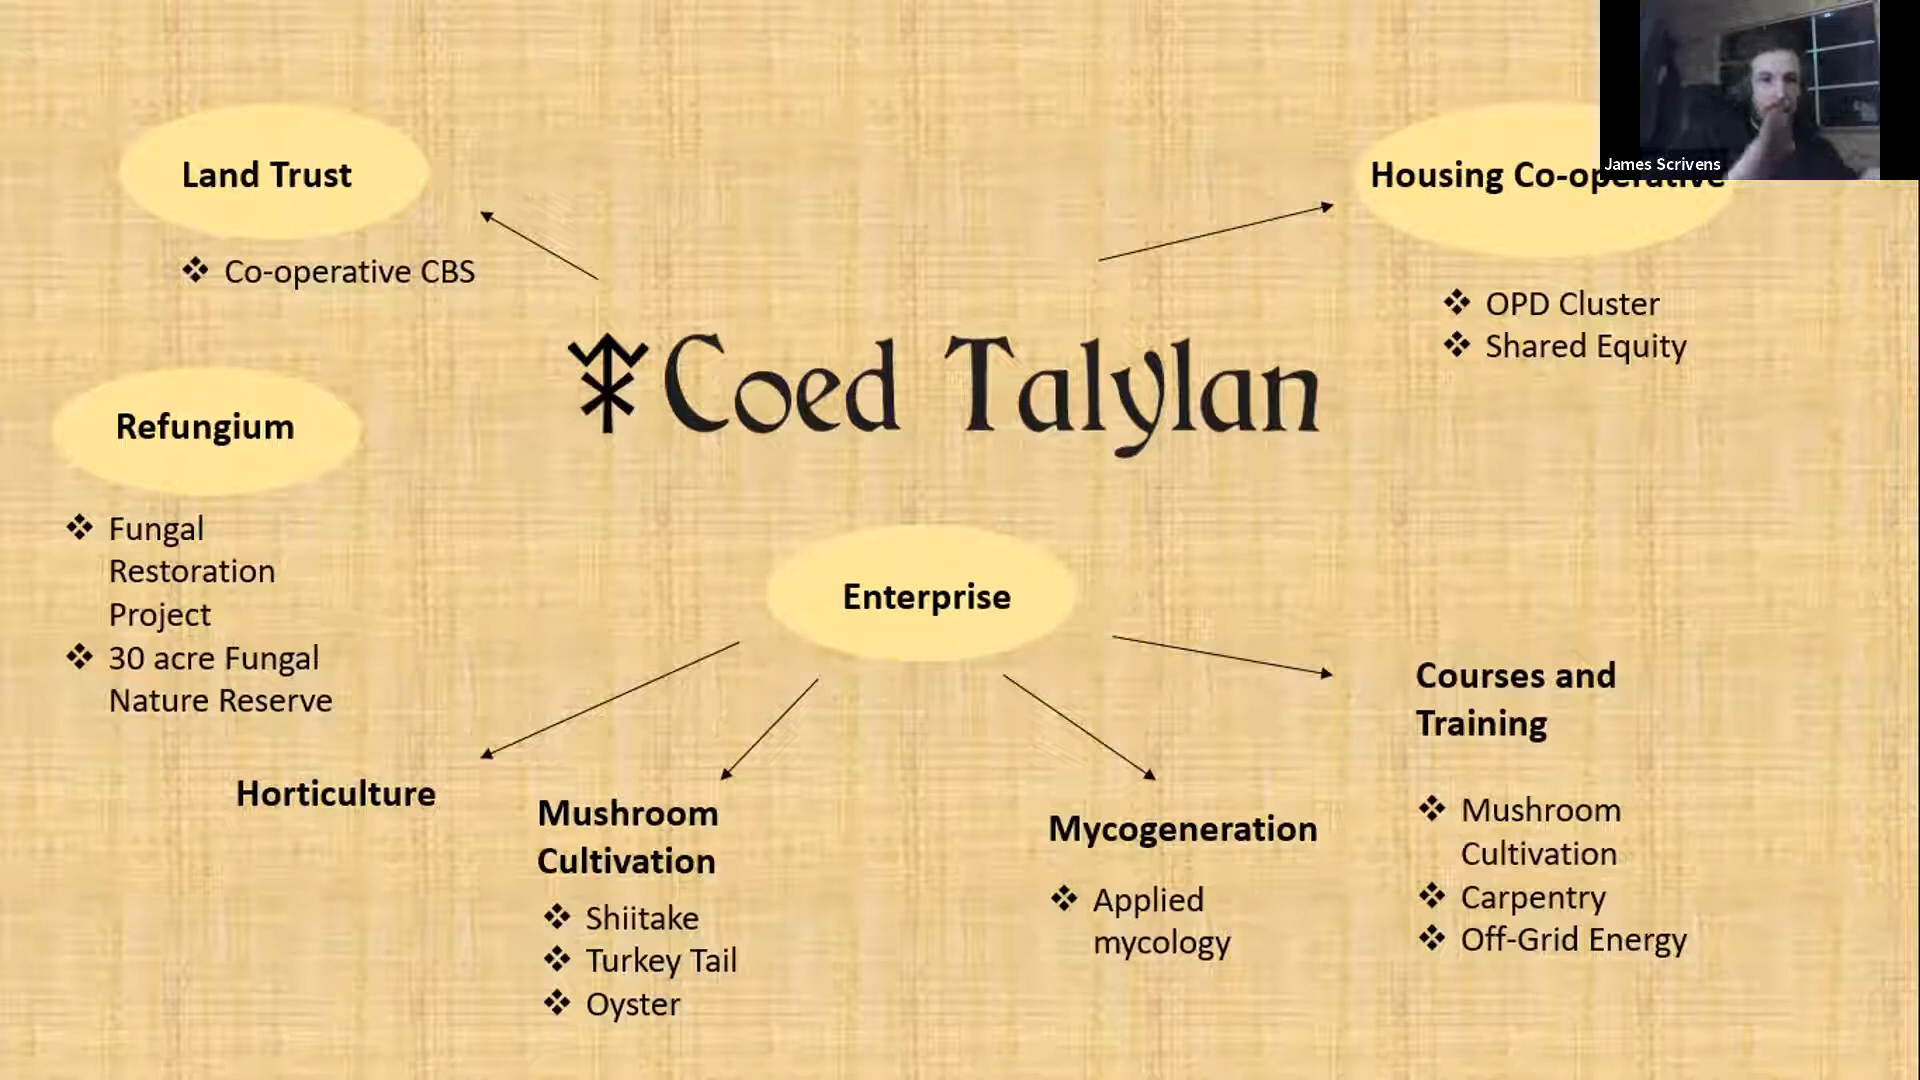 Land Trust
❖ Co-operative CBS
Housing Co-operative
James Scrivens
❖ OPD Cluster
❖ Shared Equity
Coed Talylan
Refungium
❖ Fungal
Restoration
Project
❖ 30 acre Fungal
Nature Reserve
Enterprise
Horticulture
Mushroom
Cultivation
❖ Shiitake
❖ Turkey Tail
❖ Oyster
Mycogeneration
❖ Applied
mycology
Courses and
Training
❖ Mushroom
Cultivation
❖ Carpentry
❖ Off-Grid Energy